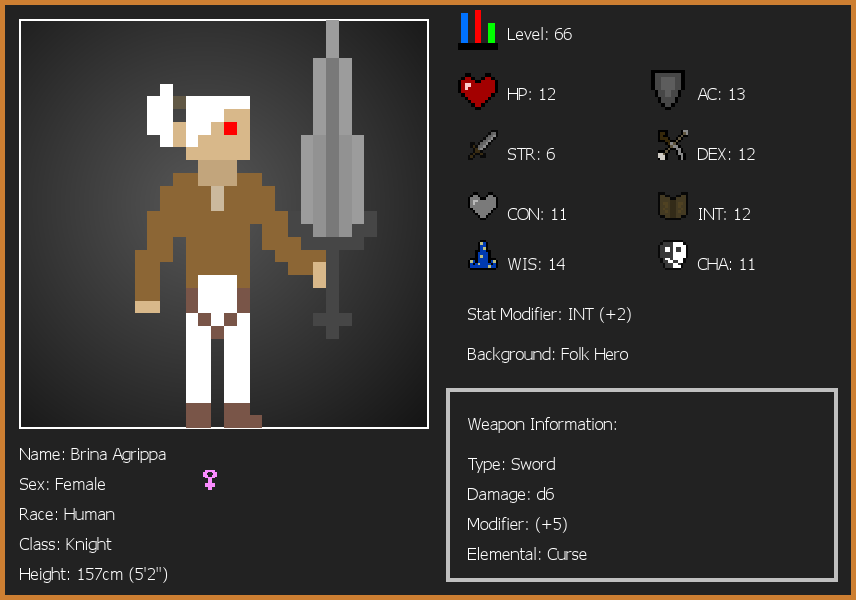 Level: 66
HP: 12
AC: 13
STR: 6
DEX: 12
CON: 11
INT: 12
WIS: 14
CHA: 11
Stat Modifier: INT (+2)
Background: Folk Hero
Weapon Information:
Type: Sword
Damage: d6
Modifier: (+5)
Elemental: Curse
Name: Brina Agrippa
Sex: Female
Race: Human
Class: Knight
Height: 157cm (5'2")